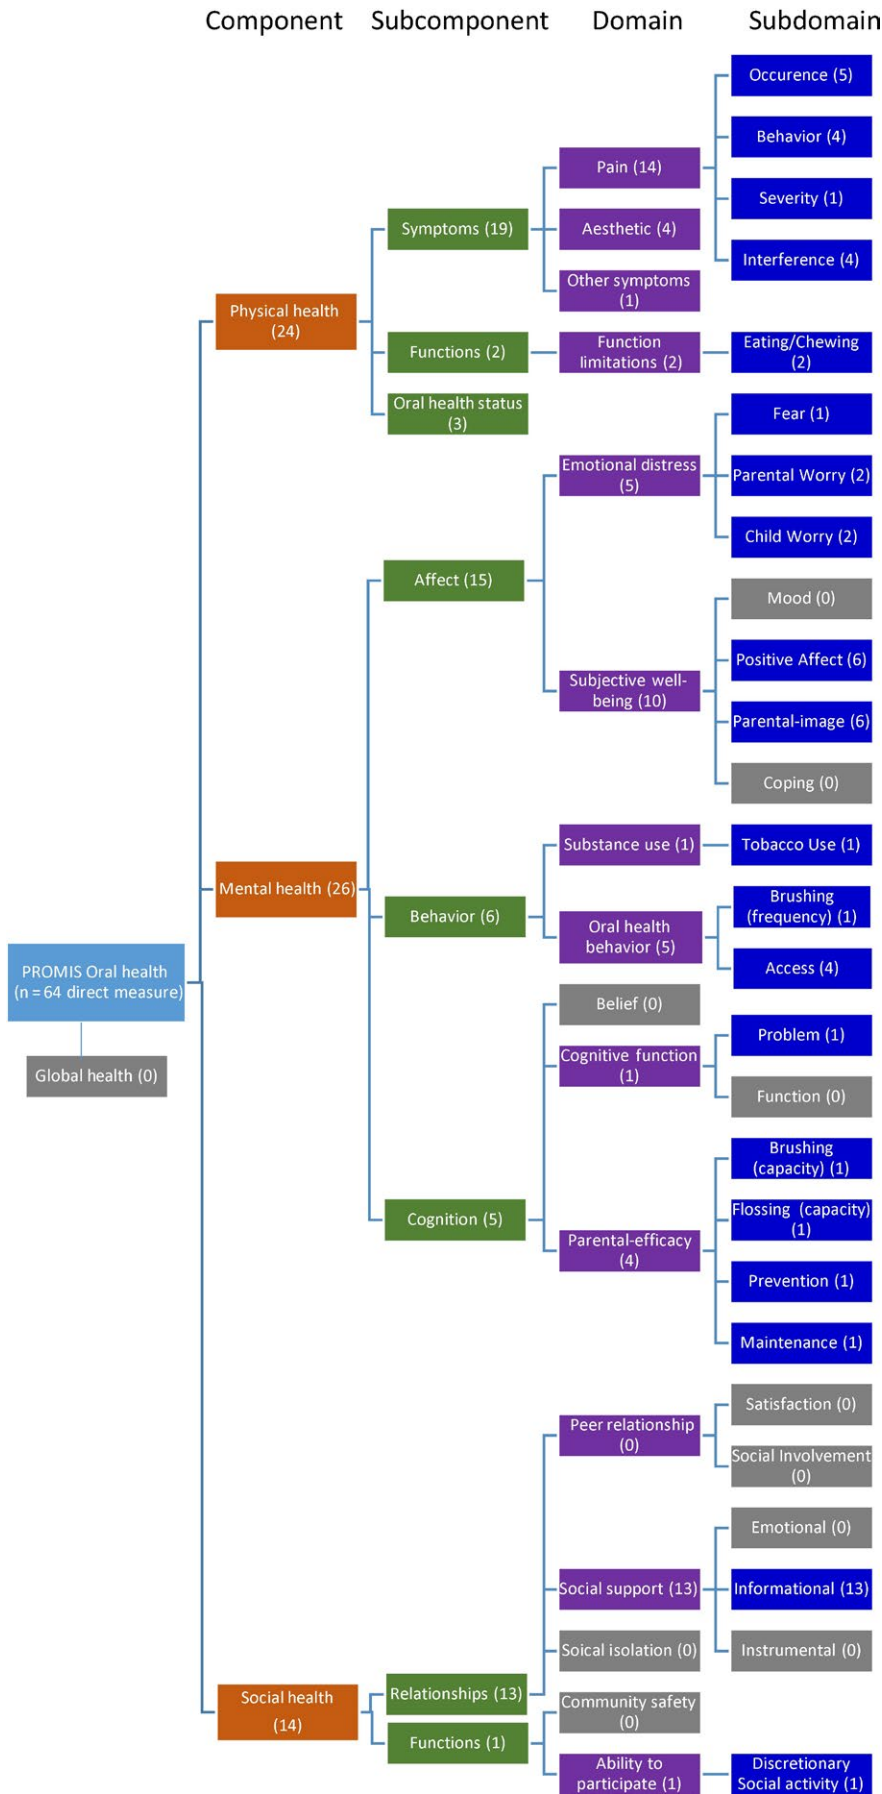 Component
Subcomponent
Domain
Subdomain
Occurence (5)
Behavior (4)
Pain (14)
Severity (1)
Symptoms (19)
Aesthetic (4)
Interference (4)
Other symptoms
(1)
Physical health
(24)
Functions (2)
Function
limitations (2)
Eating/Chewing
(2)
Oral health status
(3)
Fear (1)
Emotional distress
(5)
Parental Worry (2)
Child Worry (2)
Affect (15)
Mood (0)
Positive Affect (6)
Subjective well-
being (10)
Parental-image (6)
Coping (0)
Substance use (1)
Tobacco Use (1)
Mental health (26)
Behavior (6)
Brushing
(frequency) (1)
Oral health
behavior (5)
Access (4)
PROMIS Oral health
(n = 64 direct measure)
Global health (0)
Belief (0)
Problem (1)
Cognitive function
(1)
Function (0)
Brushing
(capacity) (1)
Cognition (5)
Flossing (capacity)
(1)
Parental-efficacy
(4)
Prevention (1)
Maintenance (1)
Satisfaction (0)
Peer relationship
(0)
Social Involvement
(0)
Emotional (0)
Social support (13)
Informational (13)
Soical isolation (0)
Instrumental (0)
Social health
(14)
Relationships (13)
Community safety
(0)
Functions (1)
Ability to
participate (1)
Discretionary
Social activity (1)